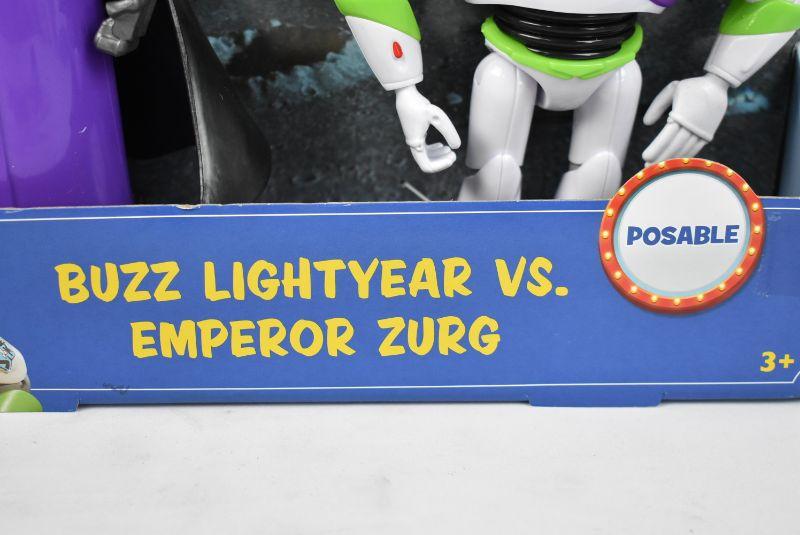 BUZZ LIGHTYEAR VS.
EMPEROR ZURG
POSABLE
3+